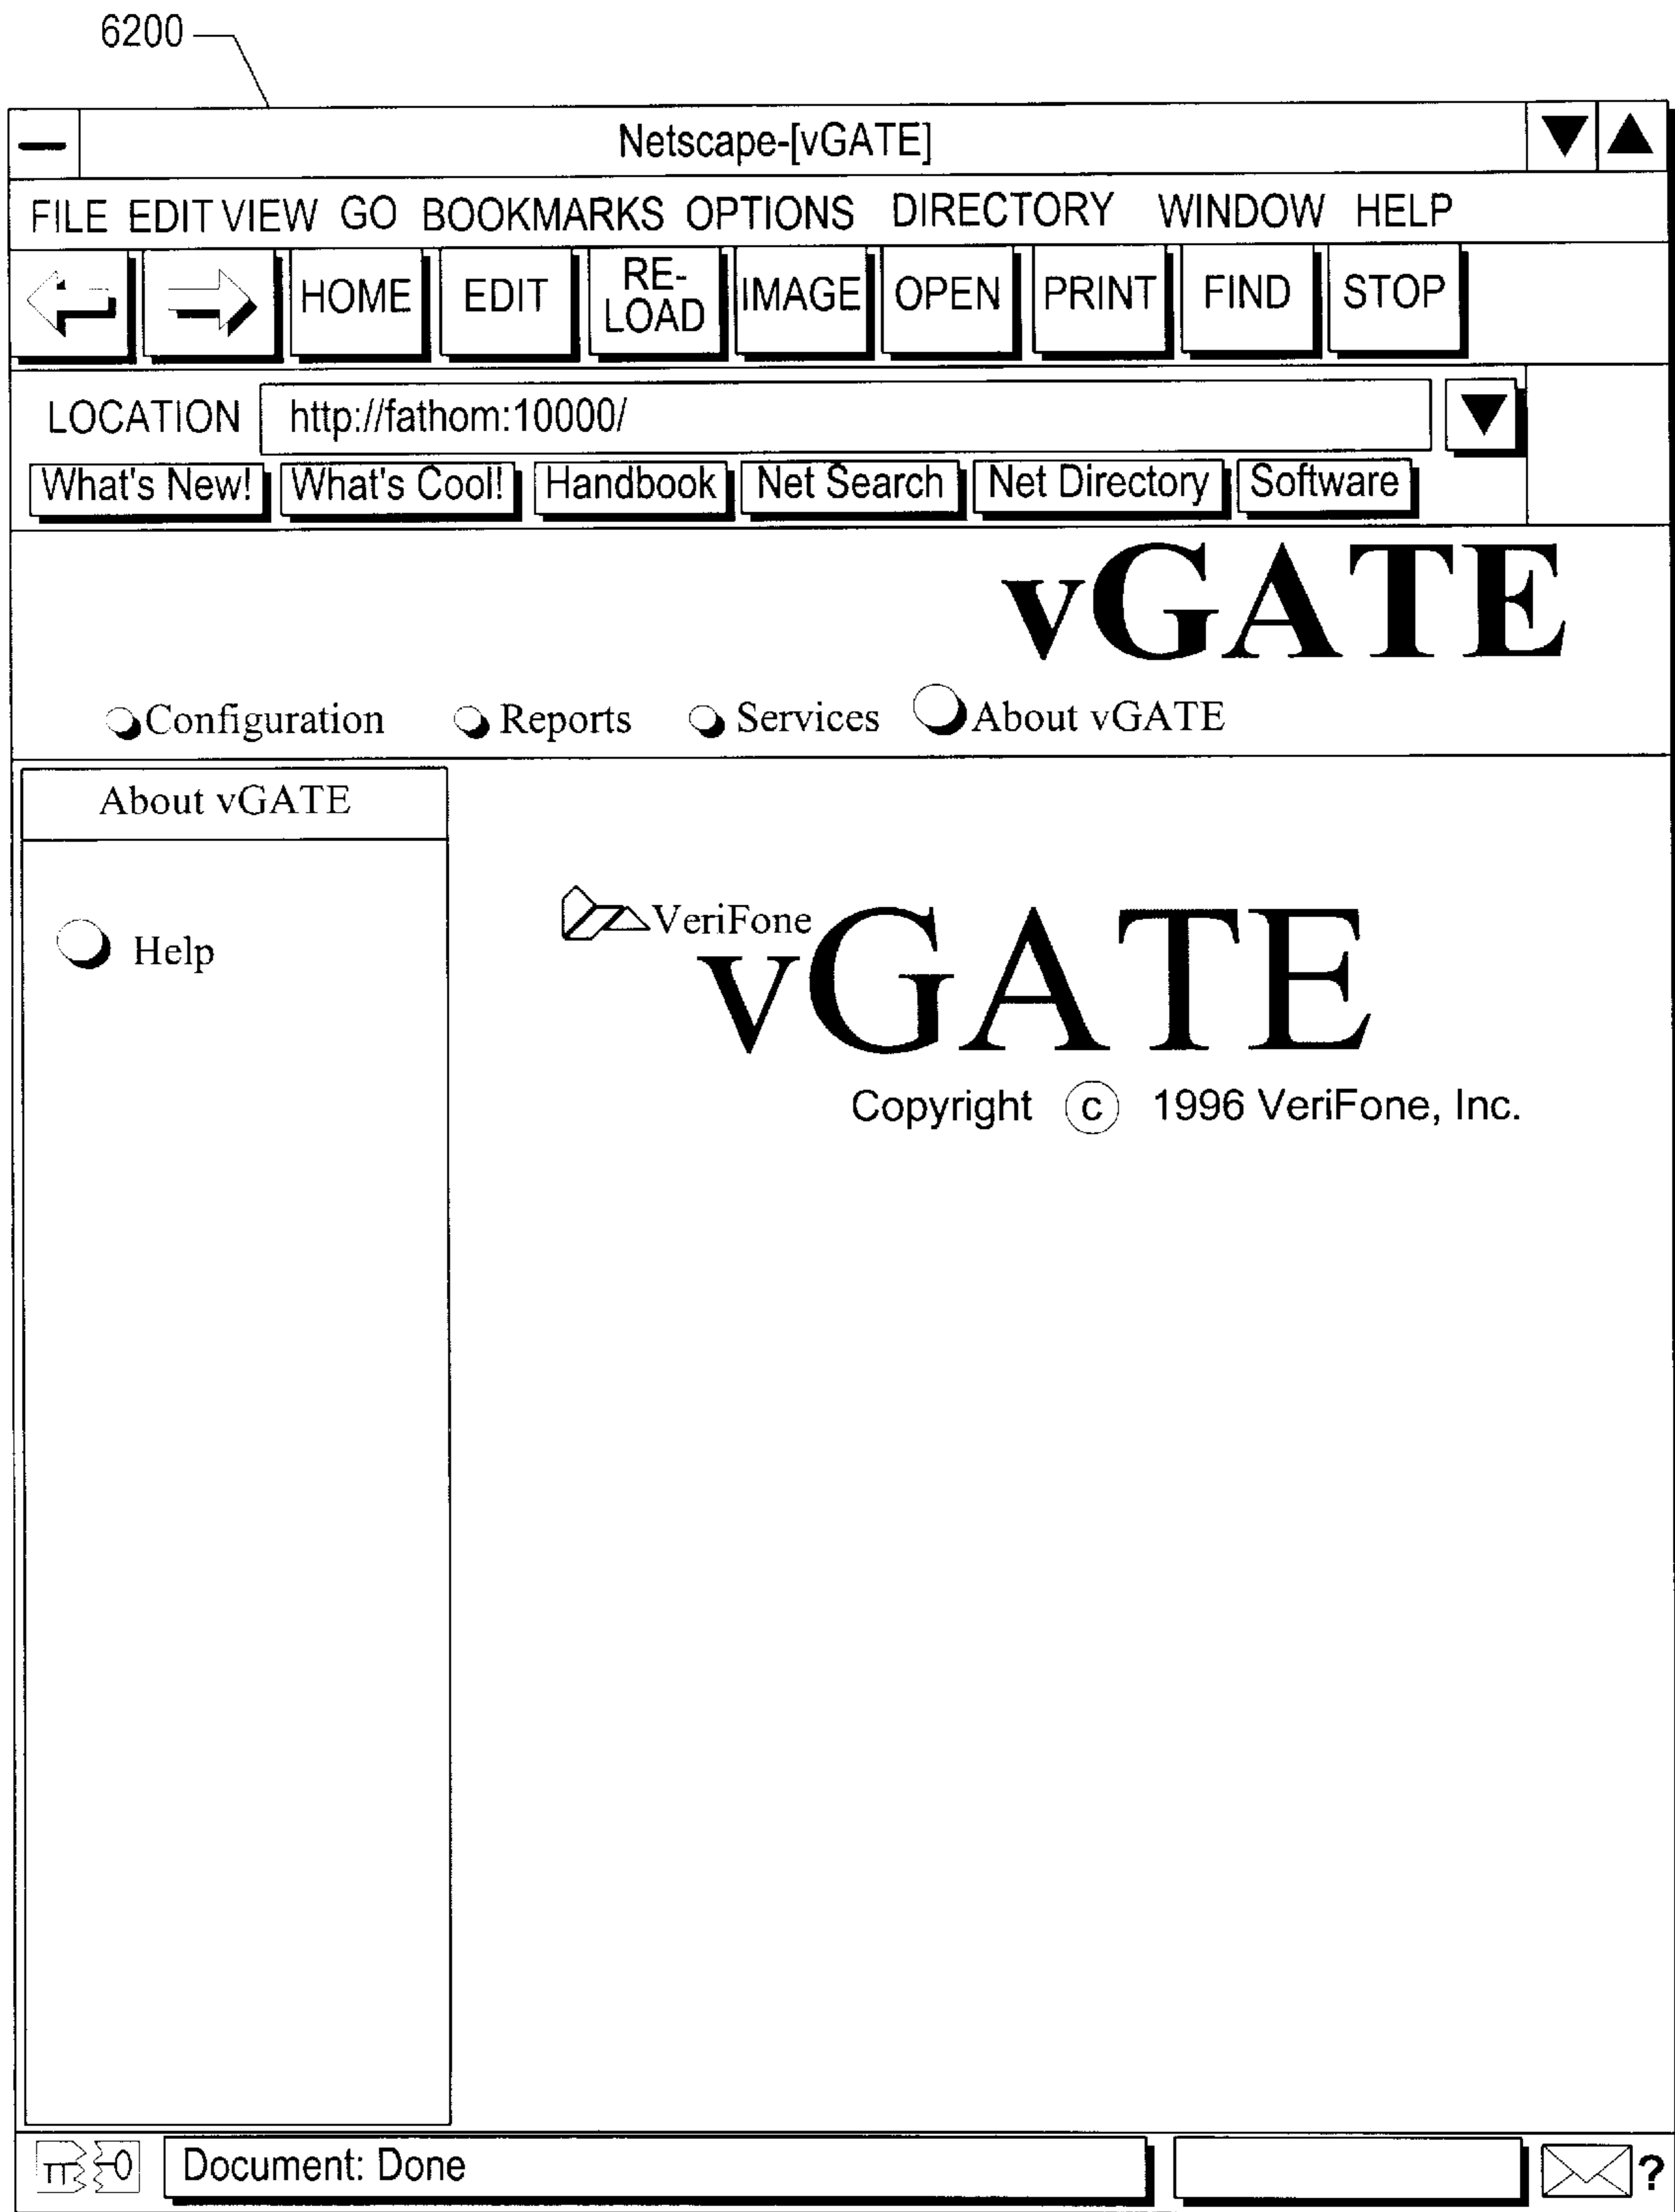 6200
Netscape-[vGATE]
FILE EDIT VIEW GO BOOKMARKS OPTIONS DIRECTORY WINDOW HELP
HOME EDIT RE-LOAD IMAGE OPEN PRINT FIND STOP
LOCATION http://fathom:10000/
What's New! What's Cool! Handbook Net Search Net Directory Software
vGATE
Configuration Reports Services About vGATE
About vGATE
Help
VeriFone
vGATE
Copyright © 1996 VeriFone, Inc.
Document: Done
?